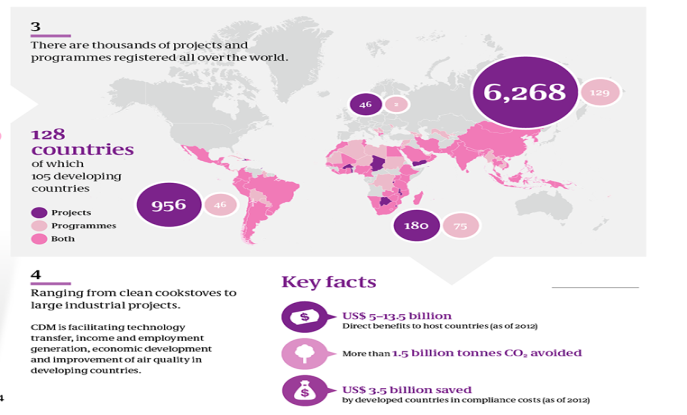 3
There are thousands of projects and
programmes registered all over the world.
6,268
129
46
128
countries
of which
105 developing
countries
Projects
Programmes
Both
956
46
180
75
4
Ranging from clean cookstoves to
large industrial projects.
CDM is facilitating technology
transfer, income and employment
generation, economic development
and improvement of air quality in
developing countries.
Key facts
US$ 5–13.5 billion
Direct benefits to host countries (as of 2012)
More than 1.5 billion tonnes CO₂ avoided
US$ 3.5 billion saved
by developed countries in compliance costs (as of 2012)
4